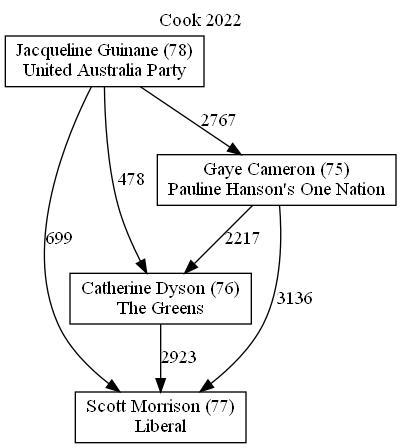 Cook 2022
Jacqueline Guinane (78)
United Australia Party
2767
Gaye Cameron (75)
Pauline Hanson's One Nation
478
699
2217
Catherine Dyson (76)
The Greens
3136
2923
Scott Morrison (77)
Liberal